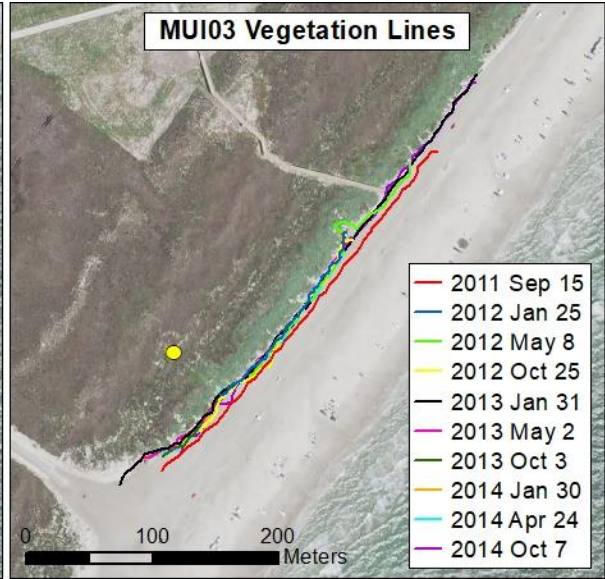 MUI03 Vegetation Lines
2011 Sep 15
2012 Jan 25
2012 May 8
2012 Oct 25
2013 Jan 31
2013 May 2
2013 Oct 3
2014 Jan 30
2014 Apr 24
2014 Oct 7
0 100 200
Meters